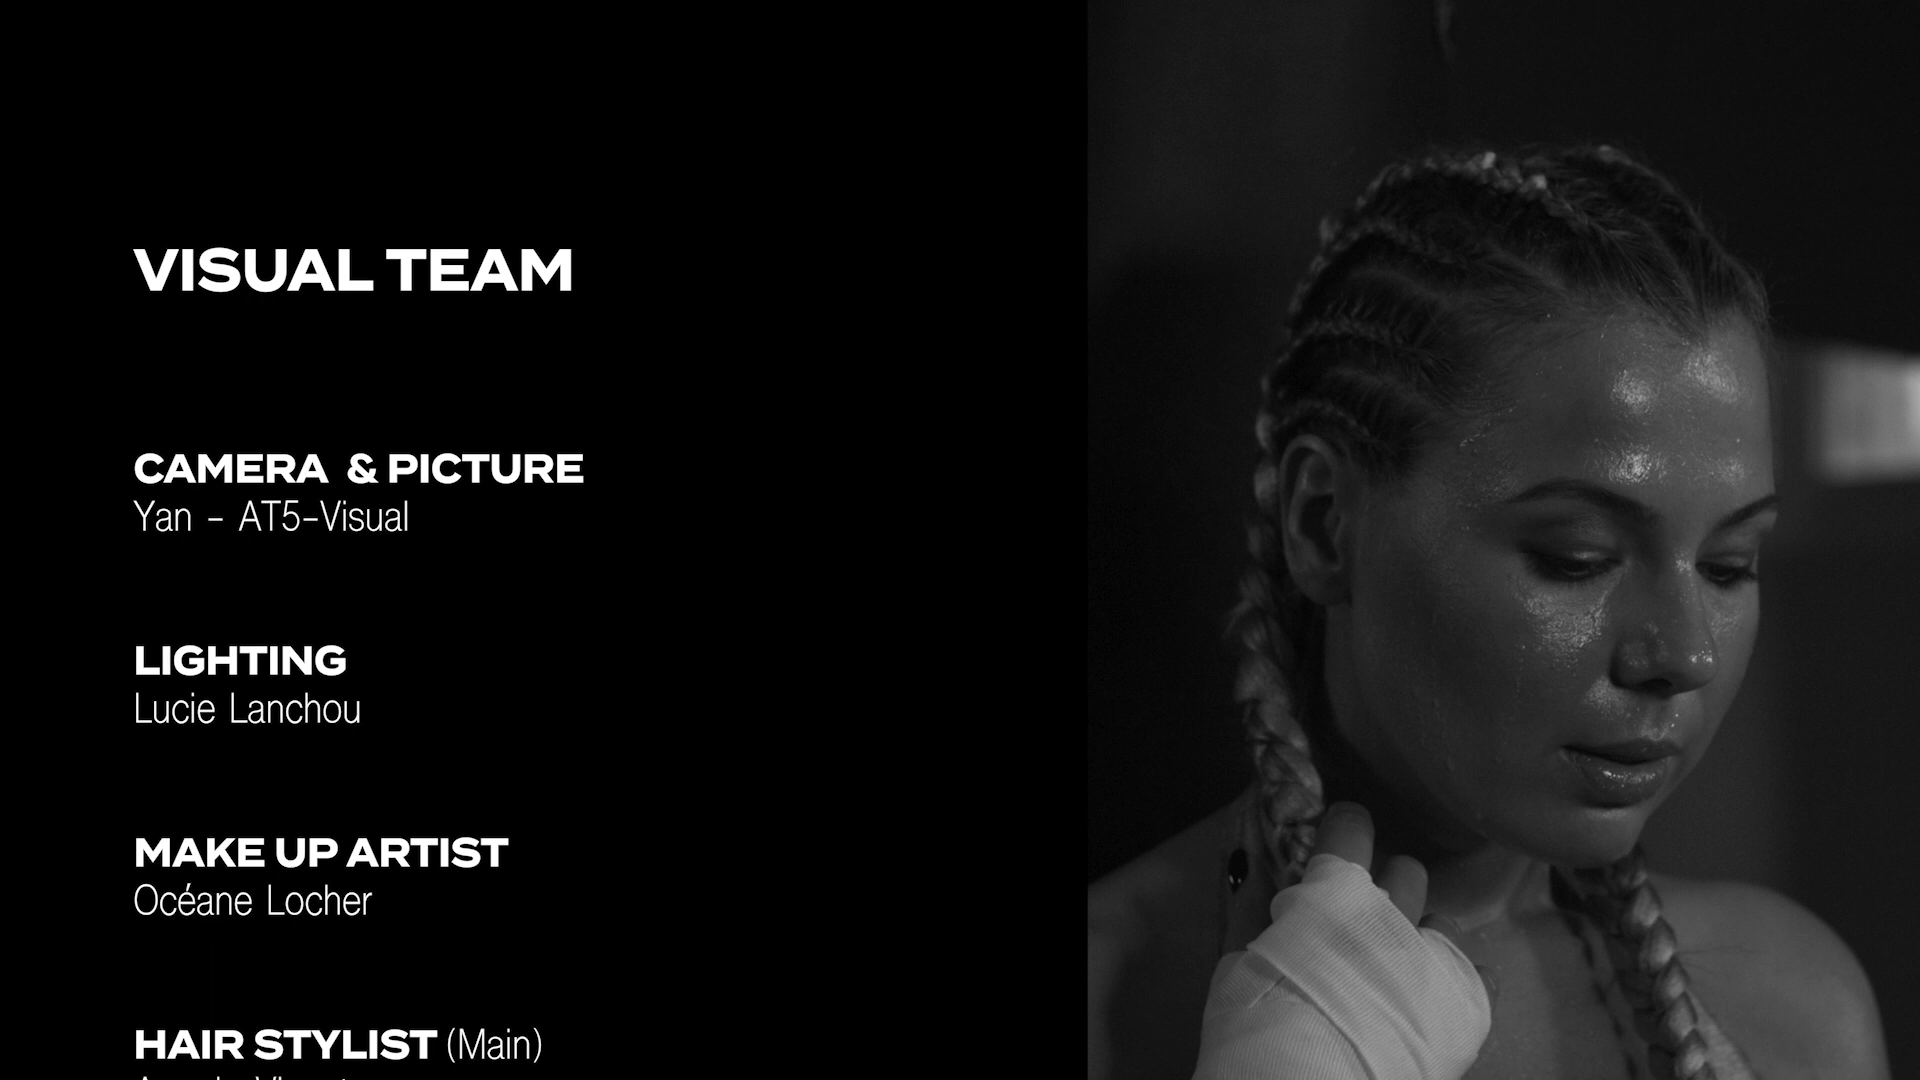 VISUAL TEAM
CAMERA & PICTURE
Yan - AT5-Visual
LIGHTING
Lucie Lanchou
MAKE UP ARTIST
Océane Locher
HAIR STYLIST (Main)